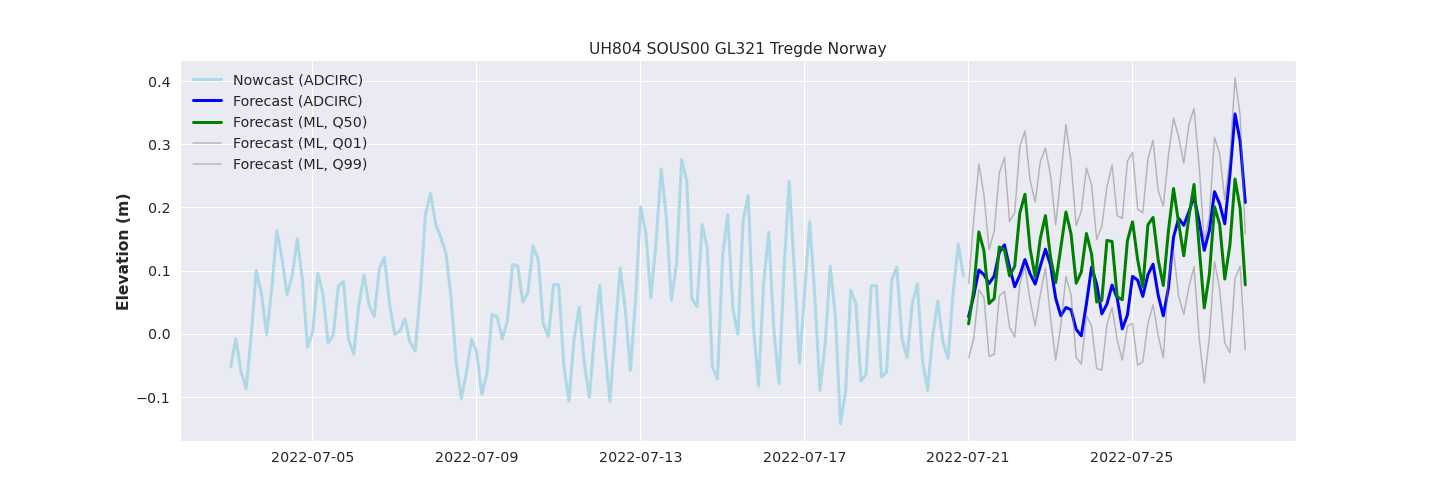 UH804 SOUS00 GL321 Tregde Norway
Nowcast (ADCIRC)
Forecast (ADCIRC)
Forecast (ML, Q50)
Forecast (ML, Q01)
Forecast (ML, Q99)
Elevation (m)
0.4
0.3
0.2
0.1
0.0
−0.1
2022-07-05 2022-07-09 2022-07-13 2022-07-17 2022-07-21 2022-07-25